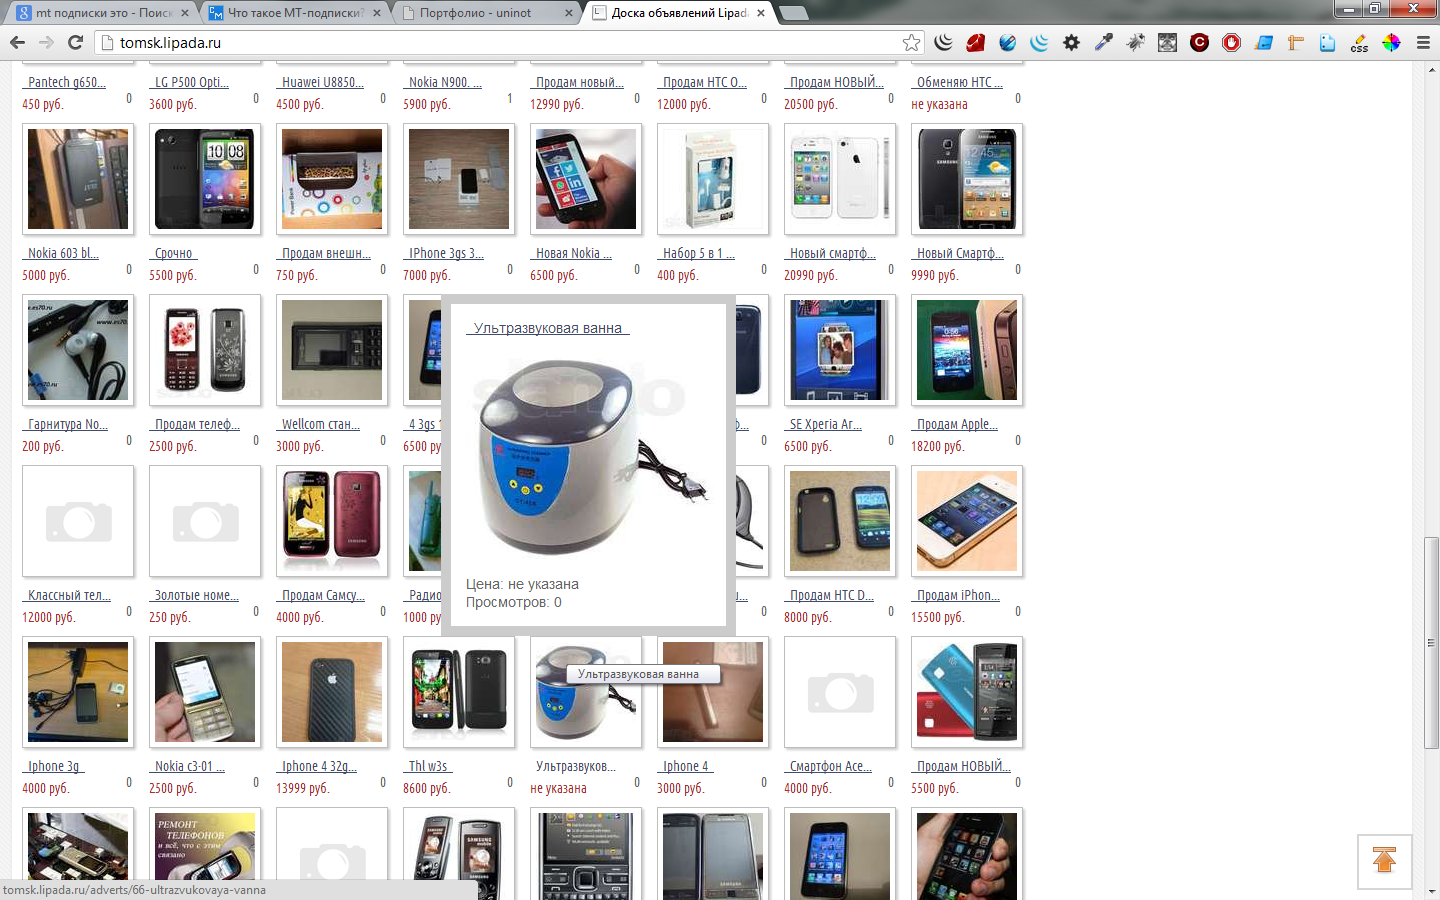 mt подписки это - Поиск
Что такое МТ-подписки?
Портфолио - uninot
Доска объявлений Lipada
tomsk.lipada.ru
css
Pantech g650...
LG P500 Opti...
Huawei U8850...
Nokia N900. ...
Продам новый...
Продам HTC O...
Продам НОВЫЙ...
Обменяю HTC ...
450 руб. 0
3600 руб. 0
4500 руб. 0
5900 руб. 1
12990 руб. 0
12000 руб. 0
20500 руб. 0
не указана 0
Nokia 603 bl...
Срочно
Продам внешн...
IPhone 3gs 3...
Новая Nokia ...
Набор 5 в 1 ...
Новый смартф...
Новый Смартф...
5000 руб. 0
5500 руб. 0
750 руб. 0
7000 руб. 0
6500 руб. 0
400 руб. 0
20990 руб. 0
9990 руб. 0
Ультразвуковая ванна
Цена: не указана
Просмотров: 0
Гарнитура No...
Продам телеф...
Wellcom стан...
4 3gs
SE Xperia Ar...
Продам Apple...
200 руб. 0
2500 руб. 0
3000 руб. 0
6500 руб.
0
6500 руб. 0
18200 руб. 0
Классный тел...
Золотые номе...
Продам Самсу...
Радио
Продам HTC D...
Продам iPhon...
12000 руб. 0
250 руб. 0
4000 руб. 0
1000 руб.
0
8000 руб. 0
15500 руб. 0
Ультразвуковая ванна
Iphone 3g
Nokia c3-01 ...
Iphone 4 32g...
Thl w3s
Ультразвуков...
Iphone 4
Смартфон Ace...
Продам НОВЫЙ...
4000 руб. 0
2500 руб. 0
13999 руб. 0
8600 руб. 0
не указана 0
3000 руб. 0
4000 руб. 0
5500 руб. 0
РЕМОНТ
ТЕЛЕФОНОВ
и всё, что с этим
связано
tomsk.lipada.ru/adverts/66-ultrazvukovaya-vanna